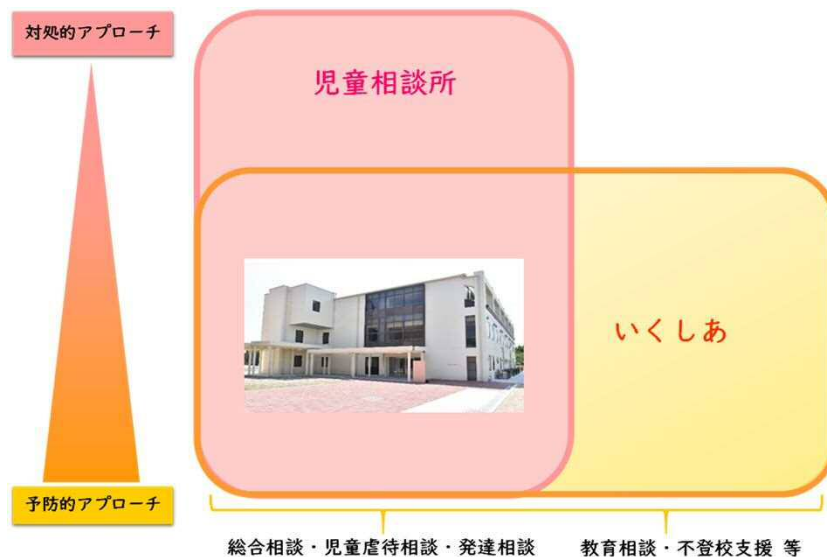 対処的アプローチ
児童相談所
いくしあ
予防的アプローチ
総合相談・児童虐待相談・発達相談
教育相談・不登校支援 等